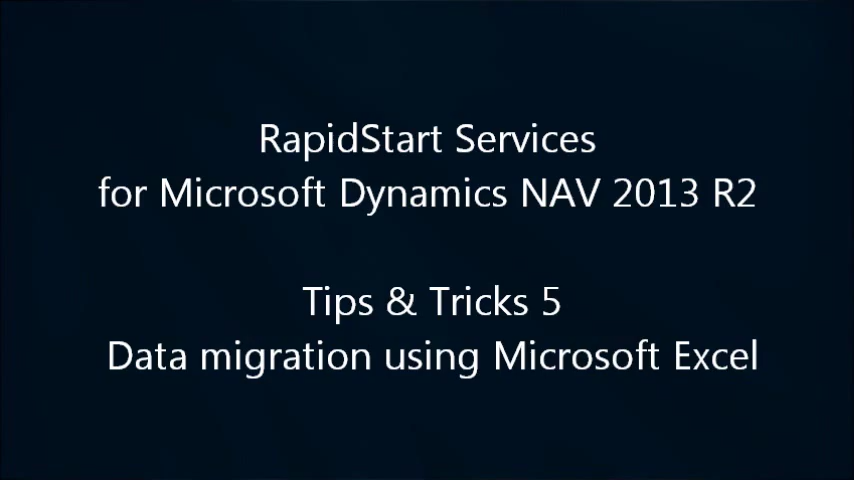 RapidStart Services
for Microsoft Dynamics NAV 2013 R2
Tips & Tricks 5
Data migration using Microsoft Excel